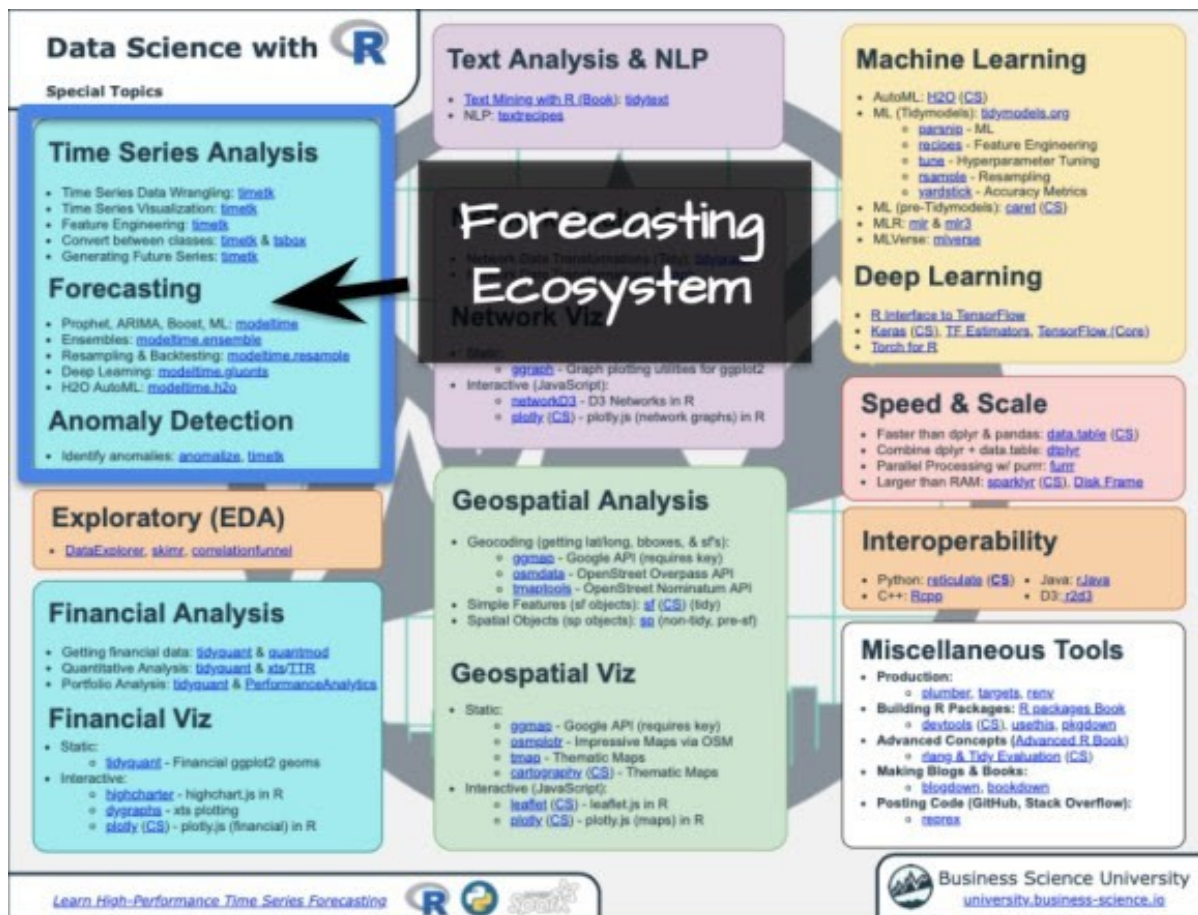 Data Science with R
Special Topics
Time Series Analysis
• Time Series Data Wrangling: timetk
• Time Series Visualization: timetk
• Feature Engineering: timetk
• Convert between classes: timetk & tsbox
• Generating Future Series: timetk
Forecasting
• Prophet, ARIMA, Boost, ML: modeltime
• Ensembles: modeltime.ensemble
• Resampling & Backtesting: modeltime.resample
• Deep Learning: modeltime.gluonts
• H2O AutoML: modeltime.h2o
Anomaly Detection
• Identify anomalies: anomalize, timetk
Exploratory (EDA)
• DataExplorer, skimr, correlationfunnel
Financial Analysis
• Getting financial data: tidyquant & quantmod
• Quantitative Analysis: tidyquant & xts/TTR
• Portfolio Analysis: tidyquant & PerformanceAnalytics
Financial Viz
• Static:
tidyquant - Financial ggplot2 geoms
• Interactive:
highcharter - highchart.js in R
dygraphs - xts plotting
plotly (CS) - plotly.js (financial) in R
Text Analysis & NLP
• Text Mining with R (Book): tidytext
• NLP: textrecipes
Forecasting
Ecosystem
Network Data Transformations (Tidy):
Network Viz
ggraph - Graph plotting utilities for ggplot2
• Interactive (JavaScript):
networkD3 - D3 Networks in R
plotly (CS) - plotly.js (network graphs) in R
Geospatial Analysis
• Geocoding (getting lat/long, bboxes, & sf's):
ggmap - Google API (requires key)
osmdata - OpenStreet Overpass API
tmaptools - OpenStreet Nominatum API
• Simple Features (sf objects): sf (CS) (tidy)
• Spatial Objects (sp objects): sp (non-tidy, pre-sf)
Geospatial Viz
• Static:
ggmap - Google API (requires key)
osmplotr - Impressive Maps via OSM
tmap - Thematic Maps
cartography (CS) - Thematic Maps
• Interactive (JavaScript):
leaflet (CS) - leaflet.js in R
plotly (CS) - plotly.js (maps) in R
Machine Learning
• AutoML: H2O (CS)
• ML (Tidymodels): tidymodels.org
parsnip - ML
recipes - Feature Engineering
tune - Hyperparameter Tuning
rsample - Resampling
yardstick - Accuracy Metrics
• ML (pre-Tidymodels): caret (CS)
• MLR: mlr & mlr3
• MLVerse: mlverse
Deep Learning
• R Interface to TensorFlow
• Keras (CS), TF Estimators, TensorFlow (Core)
• Torch for R
Speed & Scale
• Faster than dplyr & pandas: data.table (CS)
• Combine dplyr + data.table: dtplyr
• Parallel Processing w/ purrr: furrr
• Larger than RAM: sparklyr (CS), Disk Frame
Interoperability
• Python: reticulate (CS) • Java: rJava
• C++: Rcpp • D3: r2d3
Miscellaneous Tools
• Production:
plumber, targets, renv
• Building R Packages: R packages Book
devtools (CS), usethis, pkgdown
• Advanced Concepts (Advanced R Book)
rlang & Tidy Evaluation (CS)
• Making Blogs & Books:
blogdown, bookdown
• Posting Code (GitHub, Stack Overflow):
reprex
Learn High-Performance Time Series Forecasting
R
Spark
Business Science University
university.business-science.io